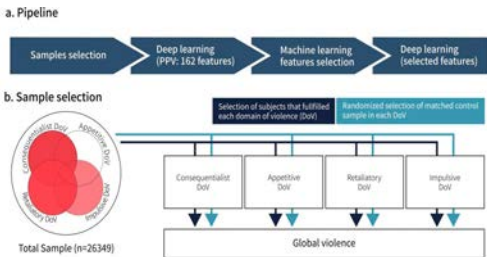 a. Pipeline
Samples selection
Deep learning
(PPV: 162 features)
Machine learning
features selection
Deep learning
(selected features)
b. Sample selection
Selection of subjects that fullfilled
each domain of violence (DoV)
Randomized selection of matched control
sample in each DoV
Consequentialist DoV
Appetitive DoV
Retaliatory DoV
Impulsive DoV
Consequentialist
DoV
Appetitive
DoV
Retaliatory
DoV
Impulsive
DoV
Total Sample (n=26349)
Global violence